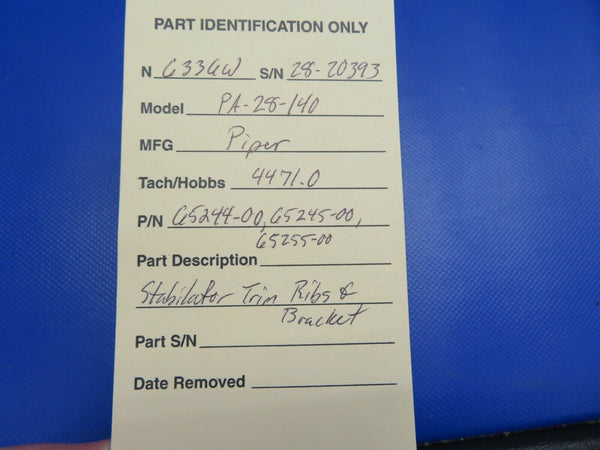 PART IDENTIFICATION ONLY
N 6336W S/N 28-20393
Model PA-28-140
MFG Piper
Tach/Hobbs 4471.0
P/N 65244-00, 65245-00,
65255-00
Part Description
Stabilator Trim Ribs &
Bracket
Part S/N
Date Removed